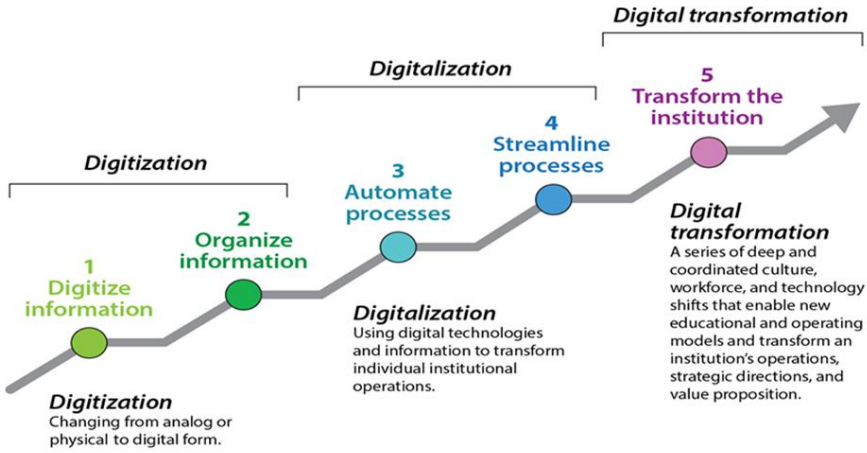 Digital transformation
Digitalization
Digitization
1
Digitize
information
2
Organize
information
3
Automate
processes
4
Streamline
processes
5
Transform the
institution
Digitization
Changing from analog or
physical to digital form.
Digitalization
Using digital technologies
and information to transform
individual institutional
operations.
Digital
transformation
A series of deep and
coordinated culture,
workforce, and technology
shifts that enable new
educational and operating
models and transform an
institution's operations,
strategic directions, and
value proposition.